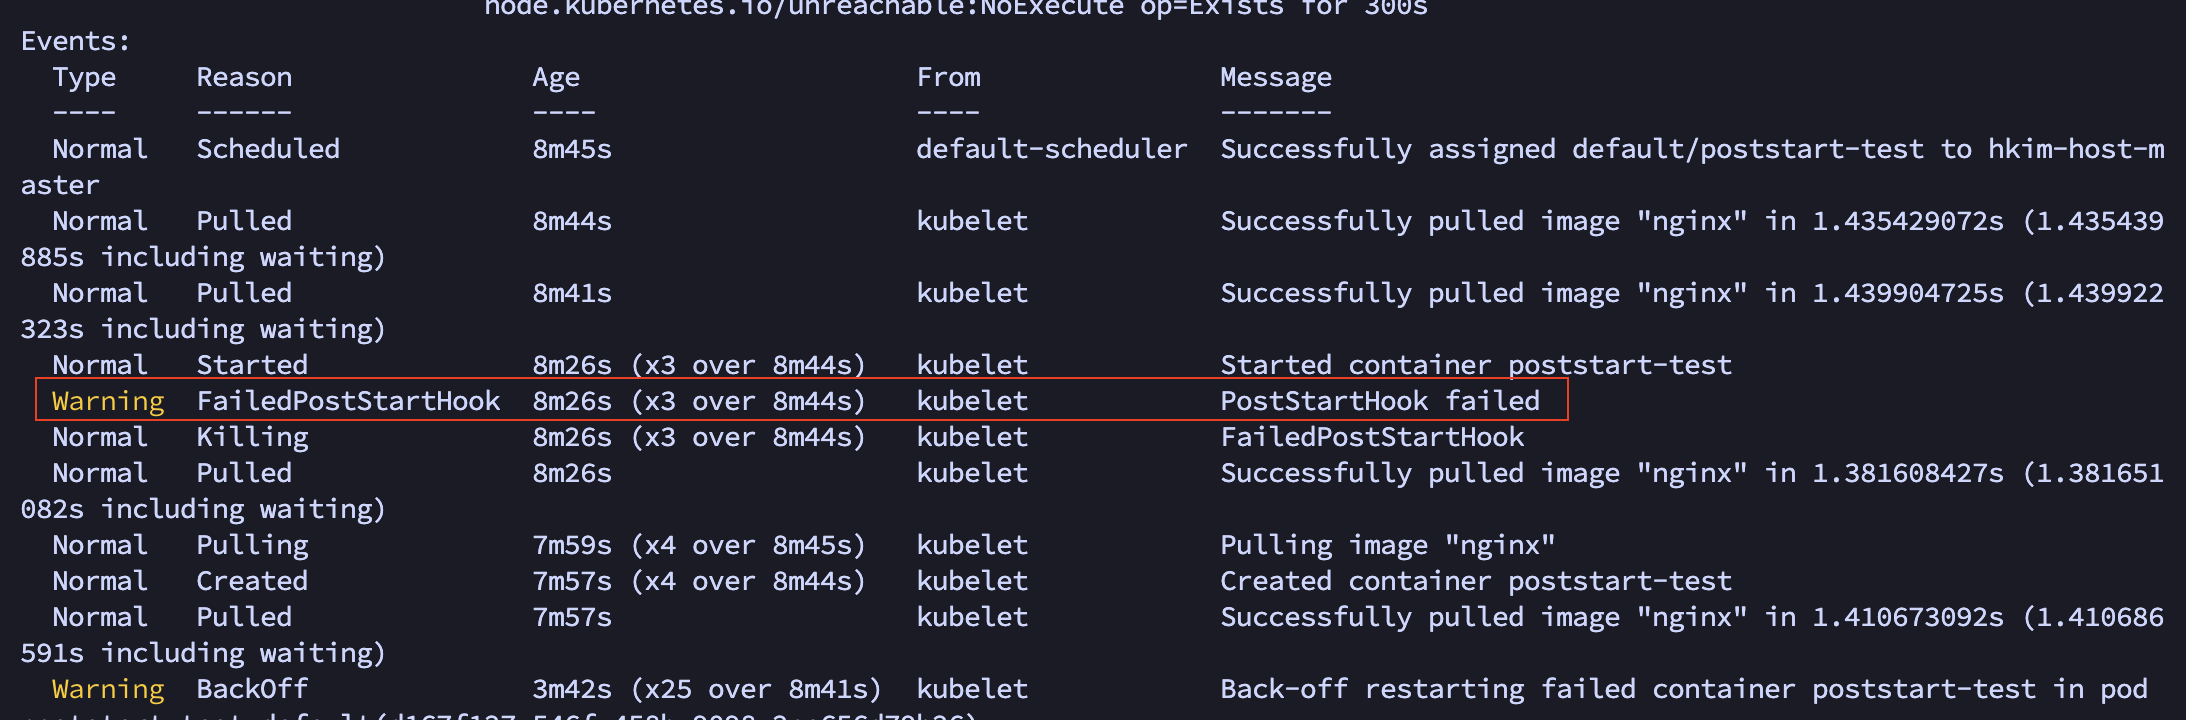 node.kubernetes.io/unreachable:NoExecute op=Exists for 300s
Events:
  Type     Reason               Age                    From               Message
  ----     ------               ----                   ----               -------
  Normal   Scheduled            8m45s                  default-scheduler  Successfully assigned default/poststart-test to hkim-host-m
aster
  Normal   Pulled               8m44s                  kubelet            Successfully pulled image "nginx" in 1.435429072s (1.435439
885s including waiting)
  Normal   Pulled               8m41s                  kubelet            Successfully pulled image "nginx" in 1.439904725s (1.439922
323s including waiting)
  Normal   Started              8m26s (x3 over 8m44s)  kubelet            Started container poststart-test
  Warning  FailedPostStartHook  8m26s (x3 over 8m44s)  kubelet            PostStartHook failed
  Normal   Killing              8m26s (x3 over 8m44s)  kubelet            FailedPostStartHook
  Normal   Pulled               8m26s                  kubelet            Successfully pulled image "nginx" in 1.381608427s (1.381651
082s including waiting)
  Normal   Pulling              7m59s (x4 over 8m45s)  kubelet            Pulling image "nginx"
  Normal   Created              7m57s (x4 over 8m44s)  kubelet            Created container poststart-test
  Normal   Pulled               7m57s                  kubelet            Successfully pulled image "nginx" in 1.410673092s (1.410686
591s including waiting)
  Warning  BackOff              3m42s (x25 over 8m41s)  kubelet            Back-off restarting failed container poststart-test in pod